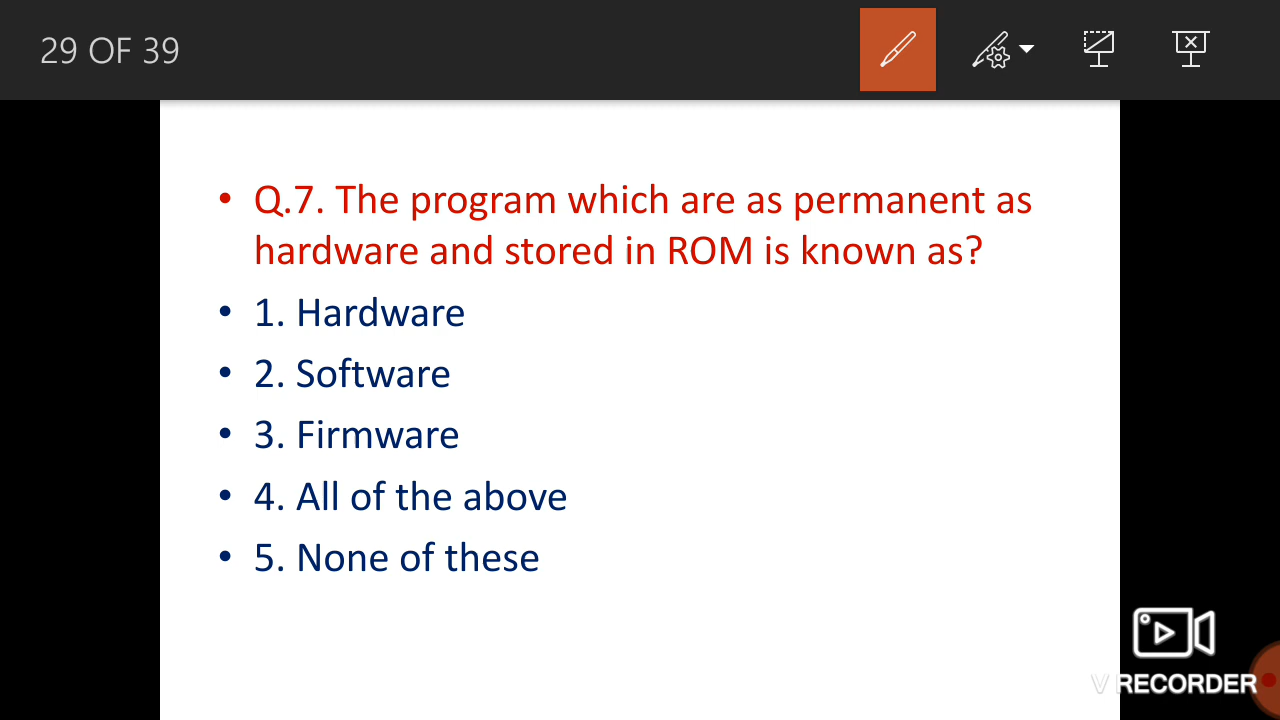 29 OF 39
• Q.7. The program which are as permanent as
hardware and stored in ROM is known as?
• 1. Hardware
• 2. Software
• 3. Firmware
• 4. All of the above
• 5. None of these
V RECORDER